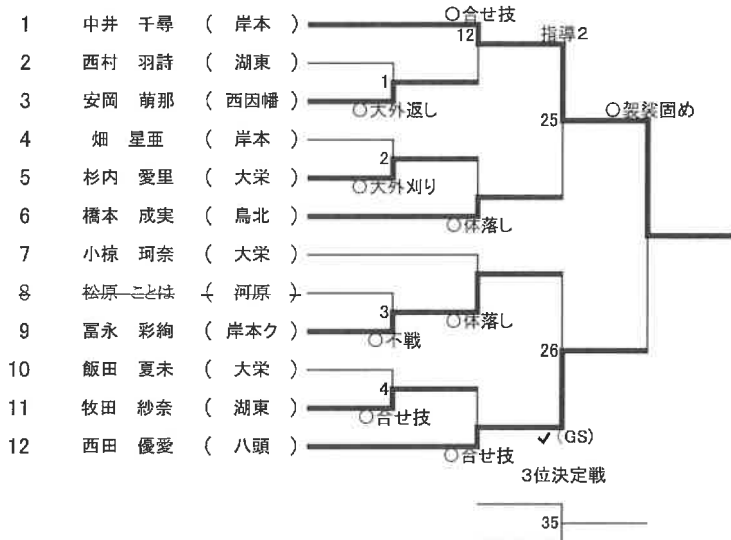 1 中井 千尋 ( 岸本 )
2 西村 羽詩 ( 湖東 )
3 安岡 萌那 ( 西因幡 )
4 畑 星亜 ( 岸本 )
5 杉内 愛里 ( 大栄 )
6 橋本 成実 ( 鳥北 )
7 小椋 珂奈 ( 大栄 )
8 松原 ことは ( 河原 )
9 冨永 彩絢 ( 岸本ク )
10 飯田 夏未 ( 大栄 )
11 牧田 紗奈 ( 湖東 )
12 西田 優愛 ( 八頭 )
1
○大外返し
2
○大外刈り
3
○不戦
4
○合せ技
○合せ技
12
○体落し
○体落し
○合せ技
指導2
25
26
✓(GS)
○袈裟固め
3位決定戦
35